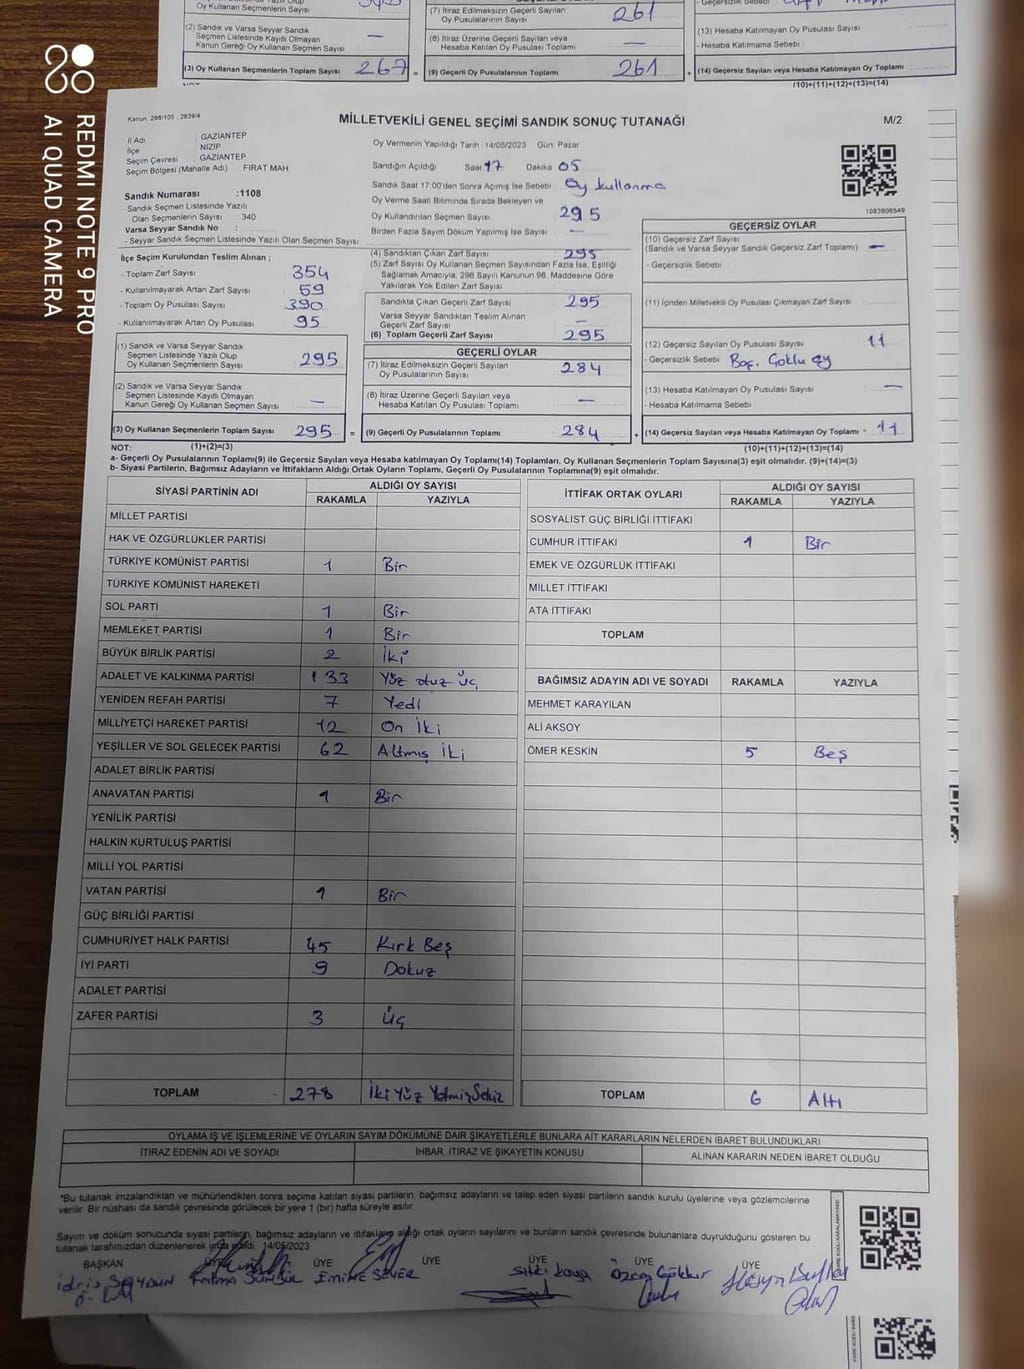 Oy Kullanan Seçmenlerin Sayısı
(2) Sandık ve Varsa Seyyar Sandık
Seçmen Listesinde Kayıtlı Olmayan
Kanun Gereği Oy Kullanan Seçmen Sayısı —
(3) Oy Kullanan Seçmenlerin Toplam Sayısı 267 =
(7) İtiraz Edilmeksizin Geçerli Sayılan
Oy Pusulalarının Sayısı 261
(8) İtiraz Üzerine Geçerli Sayılan veya
Hesaba Katılan Oy Pusulası Toplamı —
(9) Geçerli Oy Pusulalarının Toplamı 261 +
- Geçersizlik Sebebi
(13) Hesaba Katılmayan Oy Pusulası Sayısı
- Hesaba Katılmama Sebebi
(14) Geçersiz Sayılan veya Hesaba Katılmayan Oy Toplamı
(10)+(11)+(12)+(13)=(14)
REDMI NOTE 9 PRO
AI QUAD CAMERA
Kanun, 298/105 ; 2839/4
MİLLETVEKİLİ GENEL SEÇİMİ SANDIK SONUÇ TUTANAĞI
M/2
İl Adı : GAZİANTEP
İlçe NİZİP
Seçim Çevresi : GAZİANTEP
Seçim Bölgesi (Mahalle Adı) : FIRAT MAH
Sandık Numarası :1108
- Sandık Seçmen Listesinde Yazılı
Olan Seçmenlerin Sayısı : 340
Varsa Seyyar Sandık No :
- Seyyar Sandık Seçmen Listesinde Yazılı Olan Seçmen Sayısı:
İlçe Seçim Kurulundan Teslim Alınan ;
- Toplam Zarf Sayısı 354
- Kullanılmayarak Artan Zarf Sayısı 59
- Toplam Oy Pusulası Sayısı 390
- Kullanılmayarak Artan Oy Pusulası 95
(1) Sandık ve Varsa Seyyar Sandık
Seçmen Listesinde Yazılı Olup
Oy Kullanan Seçmenlerin Sayısı 295
(2) Sandık ve Varsa Seyyar Sandık
Seçmen Listesinde Kayıtlı Olmayan
Kanun Gereği Oy Kullanan Seçmen Sayısı —
(3) Oy Kullanan Seçmenlerin Toplam Sayısı 295 =
Oy Vermenin Yapıldığı Tarih : 14/05/2023 Gün: Pazar
Sandığın Açıldığı Saat 17 Dakika 05
Sandık Saat 17:00'den Sonra Açılmış İse Sebebi Oy kullanma
Oy Verme Saati Bitiminde Sırada Bekleyen ve
Oy Kullandırılan Seçmen Sayısı 295
Birden Fazla Sayım Döküm Yapılmış İse Sayısı —
(4) Sandıktan Çıkan Zarf Sayısı 295
(5) Zarf Sayısı Oy Kullanan Seçmen Sayısından Fazla İse, Eşitliği
Sağlamak Amacıyla, 298 Sayılı Kanunun 98. Maddesine Göre
Yakılarak Yok Edilen Zarf Sayısı
Sandıkta Çıkan Geçerli Zarf Sayısı 295
Varsa Seyyar Sandıktan Teslim Alınan
Geçerli Zarf Sayısı —
(6) Toplam Geçerli Zarf Sayısı 295
GEÇERLİ OYLAR
(7) İtiraz Edilmeksizin Geçerli Sayılan
Oy Pusulalarının Sayısı 284
(8) İtiraz Üzerine Geçerli Sayılan veya
Hesaba Katılan Oy Pusulası Toplamı —
(9) Geçerli Oy Pusulalarının Toplamı 284 +
1083606549
GEÇERSİZ OYLAR
(10) Geçersiz Zarf Sayısı
(Sandık ve Varsa Seyyar Sandık Geçersiz Zarf Toplamı) —
- Geçersizlik Sebebi
(11) İçinden Milletvekili Oy Pusulası Çıkmayan Zarf Sayısı
(12) Geçersiz Sayılan Oy Pusulası Sayısı 11
- Geçersizlik Sebebi Boş, Çoklu oy
(13) Hesaba Katılmayan Oy Pusulası Sayısı —
- Hesaba Katılmama Sebebi
(14) Geçersiz Sayılan veya Hesaba Katılmayan Oy Toplamı 11
NOT: (1)+(2)=(3) (10)+(11)+(12)+(13)=(14)
a- Geçerli Oy Pusulalarının Toplamı(9) ile Geçersiz Sayılan veya Hesaba katılmayan Oy Toplamı(14) Toplamları, Oy Kullanan Seçmenlerin Toplam Sayısına(3) eşit olmalıdır. (9)+(14)=(3)
b- Siyasi Partilerin, Bağımsız Adayların ve İttifakların Aldığı Ortak Oyların Toplamı, Geçerli Oy Pusulalarının Toplamına(9) eşit olmalıdır.
SİYASİ PARTİNİN ADI ALDIĞI OY SAYISI
RAKAMLA YAZIYLA
MİLLET PARTİSİ
HAK VE ÖZGÜRLÜKLER PARTİSİ
TÜRKİYE KOMÜNİST PARTİSİ 1 Bir
TÜRKİYE KOMÜNİST HAREKETİ
SOL PARTİ 1 Bir
MEMLEKET PARTİSİ 1 Bir
BÜYÜK BİRLİK PARTİSİ 2 İki
ADALET VE KALKINMA PARTİSİ 133 Yüz otuz üç
YENİDEN REFAH PARTİSİ 7 Yedi
MİLLİYETÇİ HAREKET PARTİSİ 12 On İki
YEŞİLLER VE SOL GELECEK PARTİSİ 62 Altmış İki
ADALET BİRLİK PARTİSİ
ANAVATAN PARTİSİ 1 Bir
YENİLİK PARTİSİ
HALKIN KURTULUŞ PARTİSİ
MİLLİ YOL PARTİSİ
VATAN PARTİSİ 1 Bir
GÜÇ BİRLİĞİ PARTİSİ
CUMHURİYET HALK PARTİSİ 45 Kırk Beş
İYİ PARTİ 9 Dokuz
ADALET PARTİSİ
ZAFER PARTİSİ 3 Üç
TOPLAM 278 İki Yüz Yetmiş Sekiz
İTTİFAK ORTAK OYLARI ALDIĞI OY SAYISI
RAKAMLA YAZIYLA
SOSYALİST GÜÇ BİRLİĞİ İTTİFAKI
CUMHUR İTTİFAKI 1 Bir
EMEK VE ÖZGÜRLÜK İTTİFAKI
MİLLET İTTİFAKI
ATA İTTİFAKI
TOPLAM
BAĞIMSIZ ADAYIN ADI VE SOYADI RAKAMLA YAZIYLA
MEHMET KARAYILAN
ALİ AKSOY
ÖMER KESKİN 5 Beş
TOPLAM 6 Altı
OYLAMA İŞ VE İŞLEMLERİNE VE OYLARIN SAYIM DÖKÜMÜNE DAİR ŞİKAYETLERLE BUNLARA AİT KARARLARIN NELERDEN İBARET BULUNDUKLARI
İTİRAZ EDENİN ADI VE SOYADI İHBAR, İTİRAZ VE ŞİKAYETİN KONUSU ALINAN KARARIN NEDEN İBARET OLDUĞU
*Bu tutanak imzalandıktan ve mühürlendikten sonra seçime katılan siyasi partilerin, bağımsız adayların ve talep eden siyasi partilerin sandık kurulu üyelerine veya gözlemcilerine
verilir. Bir nüshası da sandık çevresinde görülecek bir yere 1 (bir) hafta süreyle asılır.
Sayım ve döküm sonucunda siyasi partilerin, bağımsız adayların ve ittifakların aldığı ortak oyların sayılarını ve bunların sandık çevresinde bulunanlara duyrulduğunu gösteren bu
tutanak tarafımızdan düzenlenerek imza edildi. 14/05/2023
BAŞKAN ÜYE ÜYE ÜYE ÜYE ÜYE
idris Fatma Emine SEVER Sıtkı Kaya Özcan